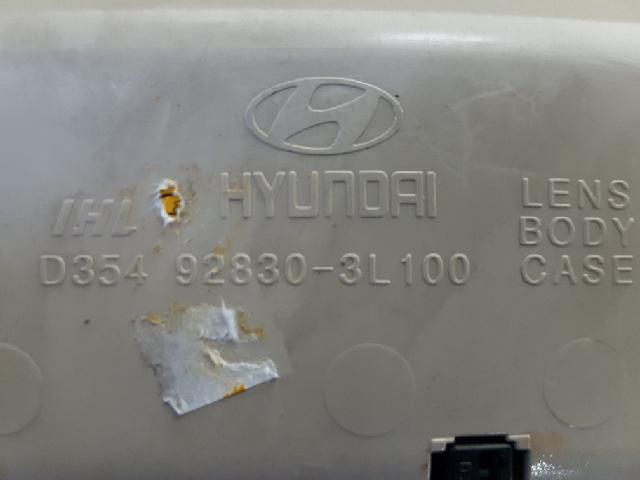 HYUNDAI
IHL
D354 92830-3L100
LENS
BODY
CASE